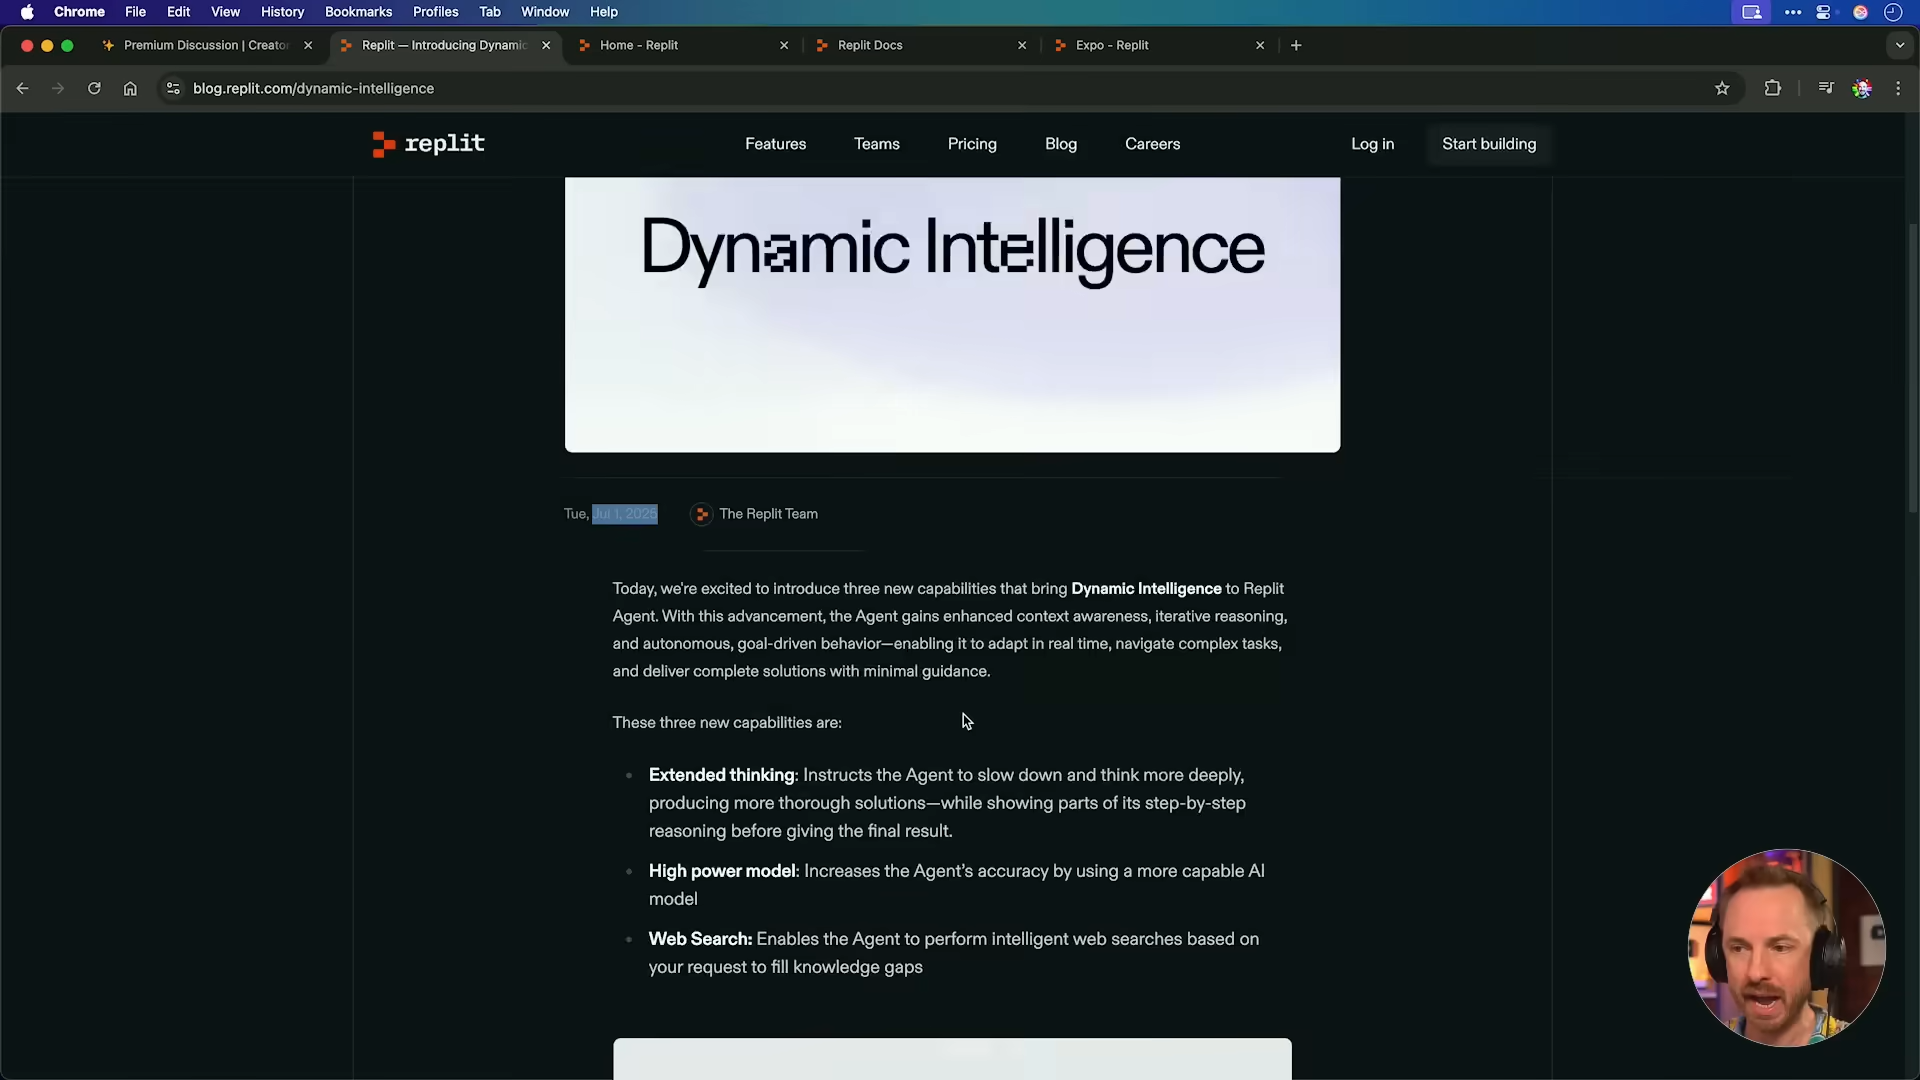 Chrome File Edit View History Bookmarks Profiles Tab Window Help
Premium Discussion | Creator
Replit — Introducing Dynamic
Home - Replit
Replit Docs
Expo - Replit
blog.replit.com/dynamic-intelligence
replit
Features Teams Pricing Blog Careers Log in Start building
Dynamic Intelligence
Tue, Jul 1, 2025 The Replit Team
Today, we're excited to introduce three new capabilities that bring Dynamic Intelligence to Replit
Agent. With this advancement, the Agent gains enhanced context awareness, iterative reasoning,
and autonomous, goal-driven behavior—enabling it to adapt in real time, navigate complex tasks,
and deliver complete solutions with minimal guidance.
These three new capabilities are:
Extended thinking: Instructs the Agent to slow down and think more deeply,
producing more thorough solutions—while showing parts of its step-by-step
reasoning before giving the final result.
High power model: Increases the Agent's accuracy by using a more capable AI
model
Web Search: Enables the Agent to perform intelligent web searches based on
your request to fill knowledge gaps